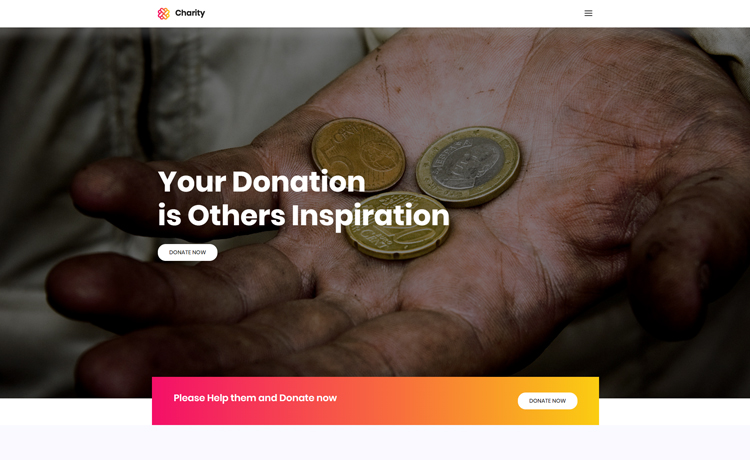 Charity
Your Donation
is Others Inspiration
DONATE NOW
Please Help them and Donate now
DONATE NOW